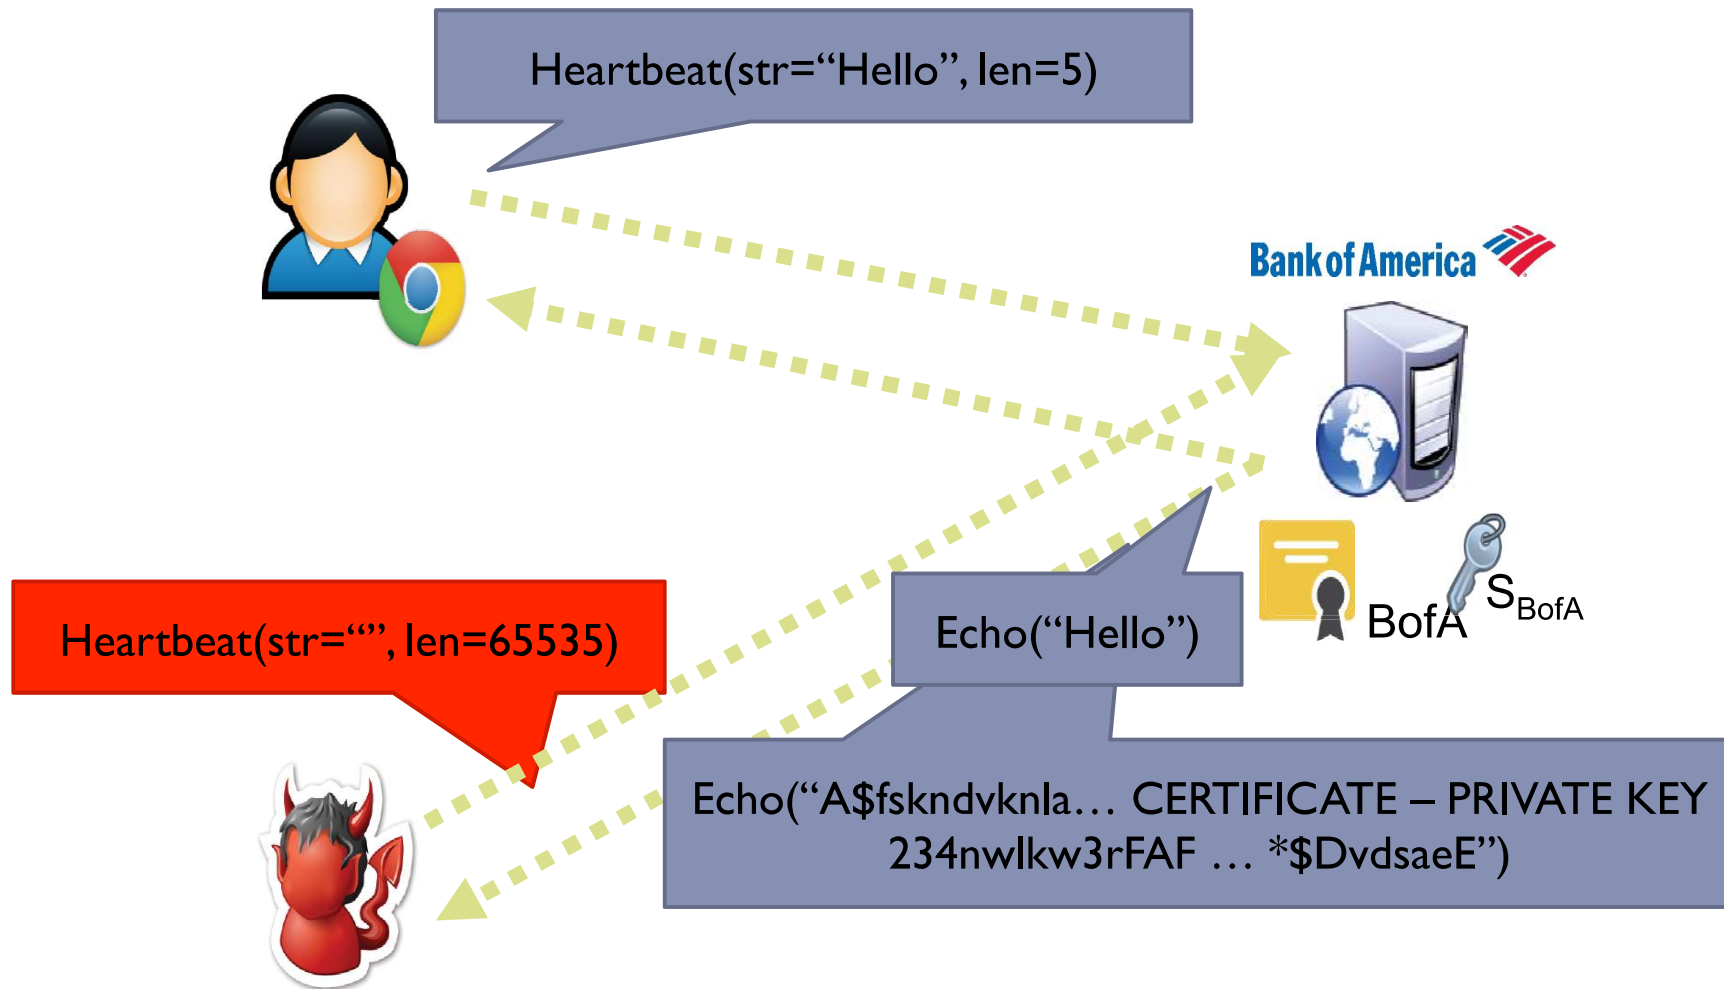 Heartbeat(str=“Hello”, len=5)
Bank of America
BofA
S_BofA
Heartbeat(str=“”, len=65535)
Echo(“Hello”)
Echo(“A$fskndvknla… CERTIFICATE – PRIVATE KEY
234nwlkw3rFAF … *$DvdsaeE”)